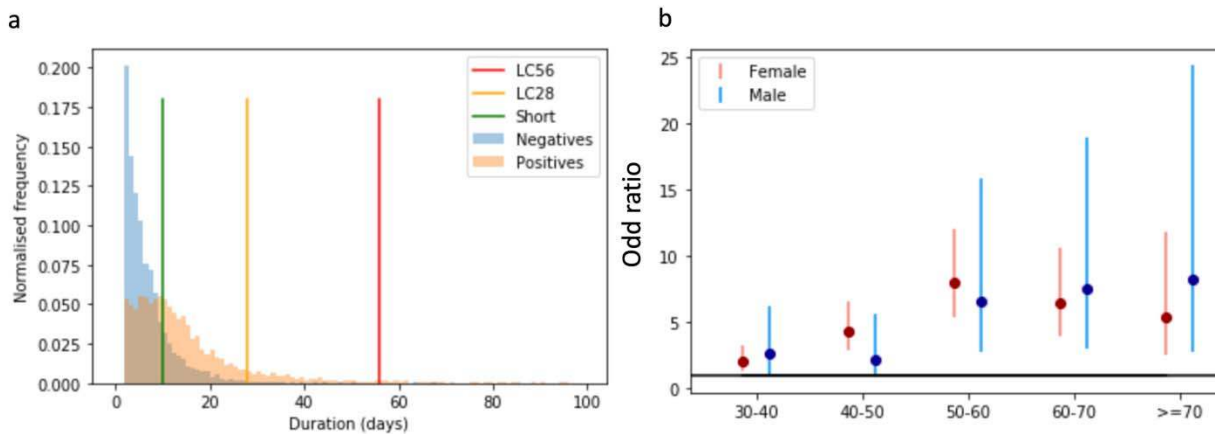 a
0.200
0.175
0.150
0.125
0.100
0.075
0.050
0.025
0.000
Normalised frequency
0
20
40
60
80
100
Duration (days)
LC56
LC28
Short
Negatives
Positives
b
25
20
15
10
5
0
Odd ratio
Female
Male
30-40
40-50
50-60
60-70
>=70